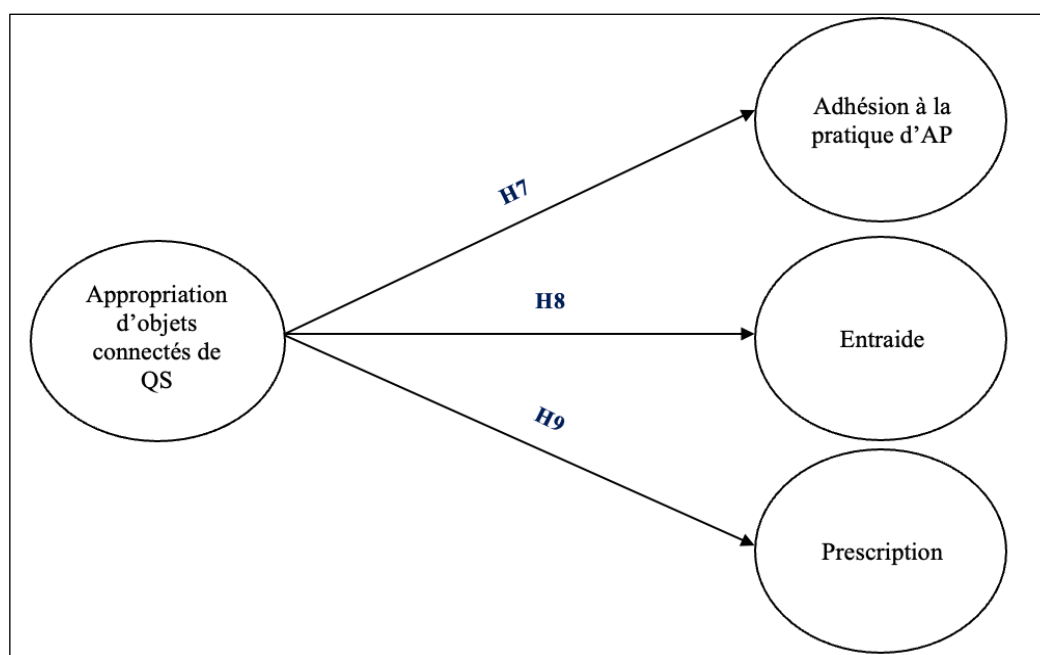 Adhésion à la
pratique d’AP
H7
Appropriation
d’objets
connectés de
QS
H8
Entraide
H9
Prescription